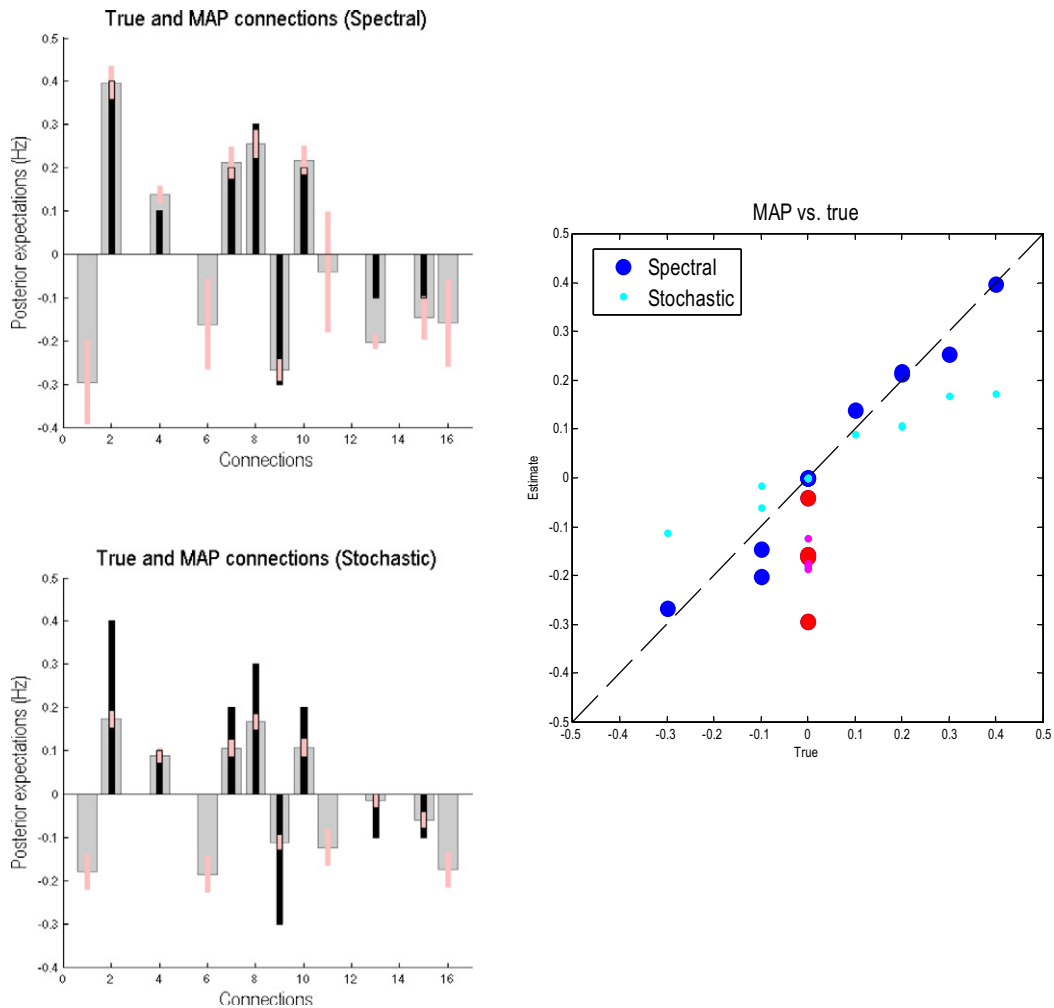 True and MAP connections (Spectral)
Posterior expectations (Hz)
0.5
0.4
0.3
0.2
0.1
0
-0.1
-0.2
-0.3
-0.4
0 2 4 6 8 10 12 14 16
Connections
True and MAP connections (Stochastic)
Posterior expectations (Hz)
0.5
0.4
0.3
0.2
0.1
0
-0.1
-0.2
-0.3
-0.4
0 2 4 6 8 10 12 14 16
Connections
MAP vs. true
Spectral
Stochastic
Estimate
0.5
0.4
0.3
0.2
0.1
0
-0.1
-0.2
-0.3
-0.4
-0.5
-0.5 -0.4 -0.3 -0.2 -0.1 0 0.1 0.2 0.3 0.4 0.5
True